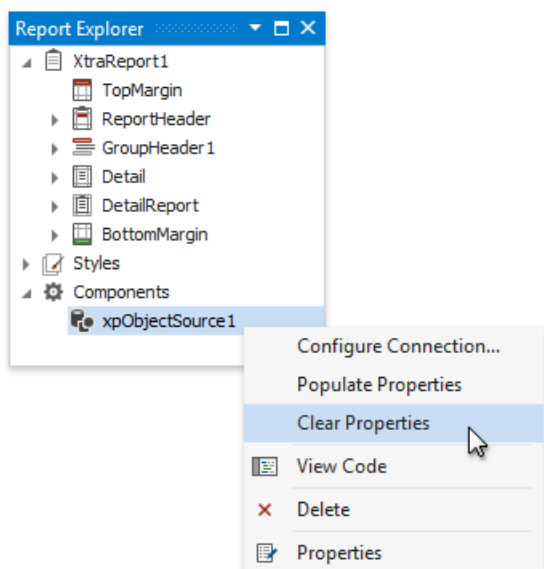 Report Explorer
XtraReport1
TopMargin
ReportHeader
GroupHeader1
Detail
DetailReport
BottomMargin
Styles
Components
xpObjectSource1
Configure Connection...
Populate Properties
Clear Properties
View Code
Delete
Properties